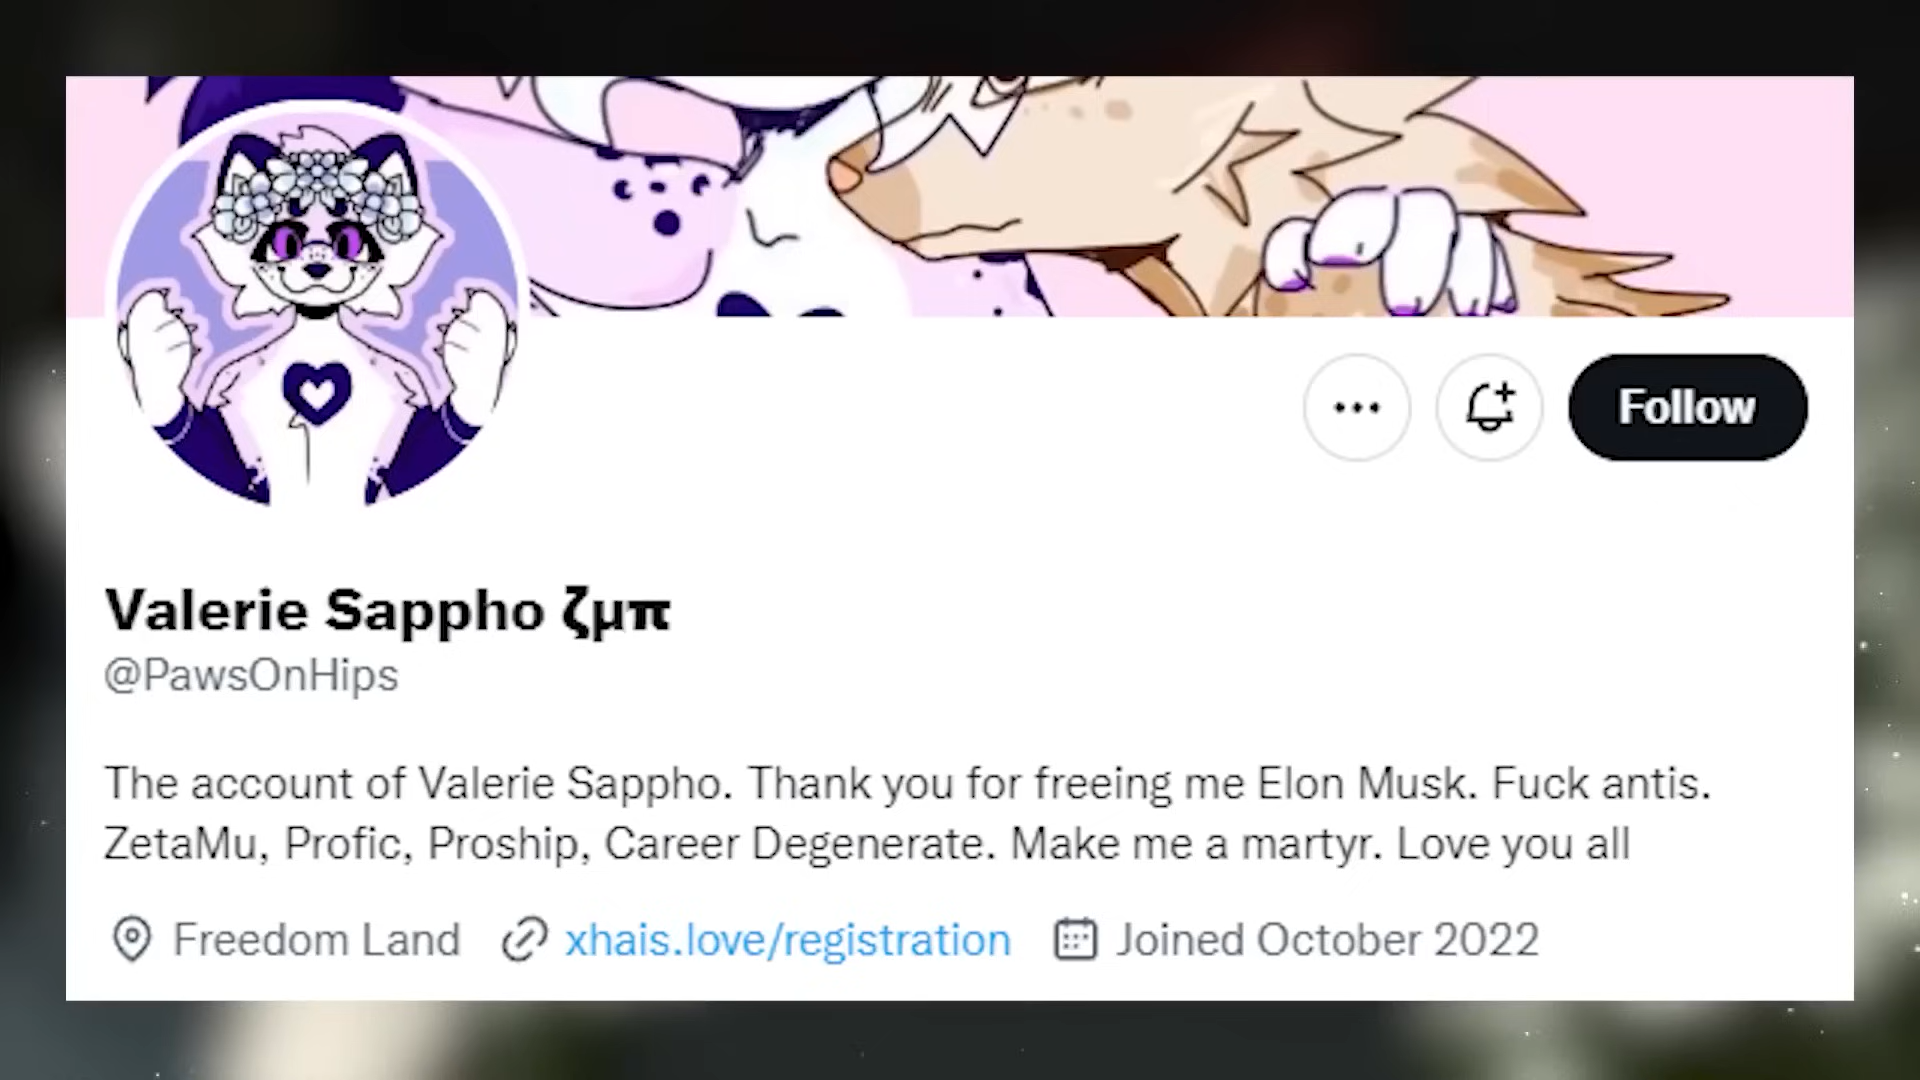 Follow
Valerie Sappho ζμπ
@PawsOnHips
The account of Valerie Sappho. Thank you for freeing me Elon Musk. Fuck antis.
ZetaMu, Profic, Proship, Career Degenerate. Make me a martyr. Love you all
Freedom Land xhais.love/registration Joined October 2022